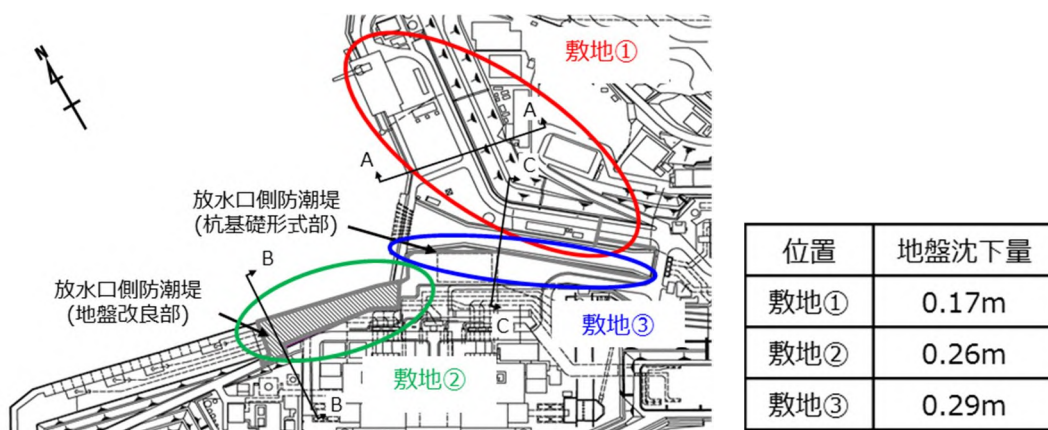 N
敷地①
A
A
C
放水口側防潮堤
(杭基礎形式部)
B
放水口側防潮堤
(地盤改良部)
敷地③
C
敷地②
B
位置 地盤沈下量
敷地① 0.17m
敷地② 0.26m
敷地③ 0.29m